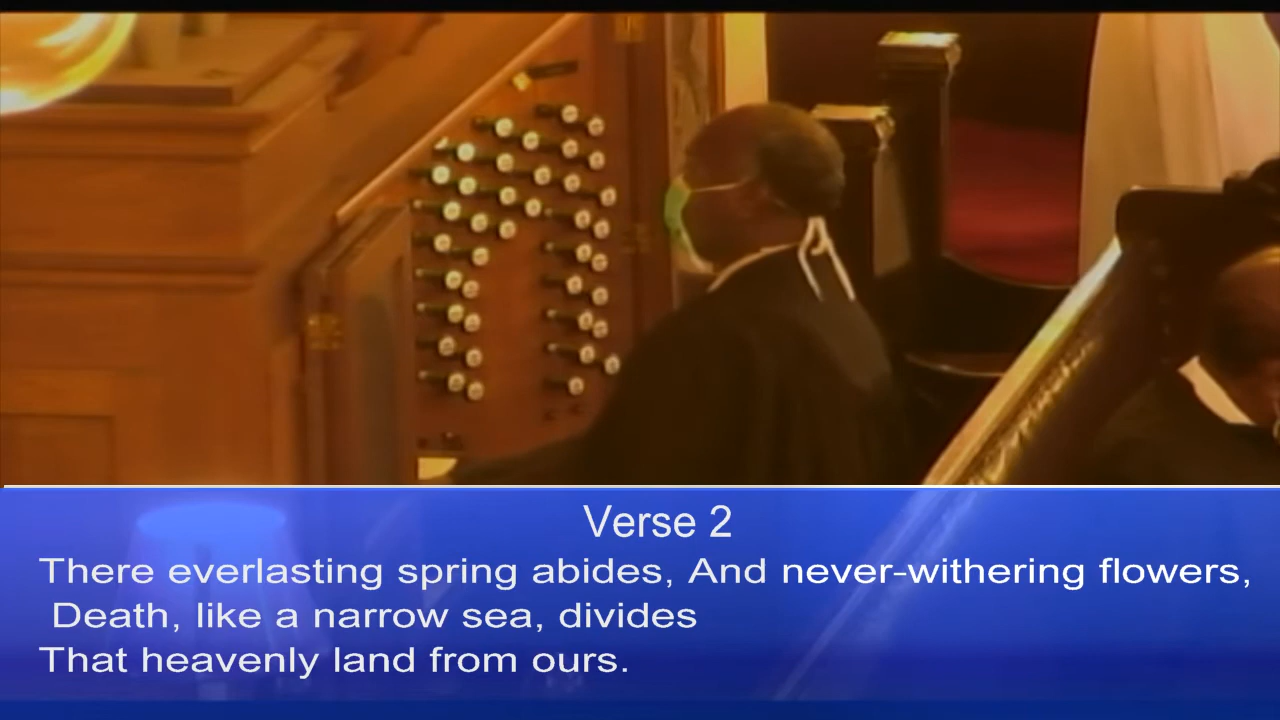 Verse 2
There everlasting spring abides, And never-withering flowers,
Death, like a narrow sea, divides
That heavenly land from ours.